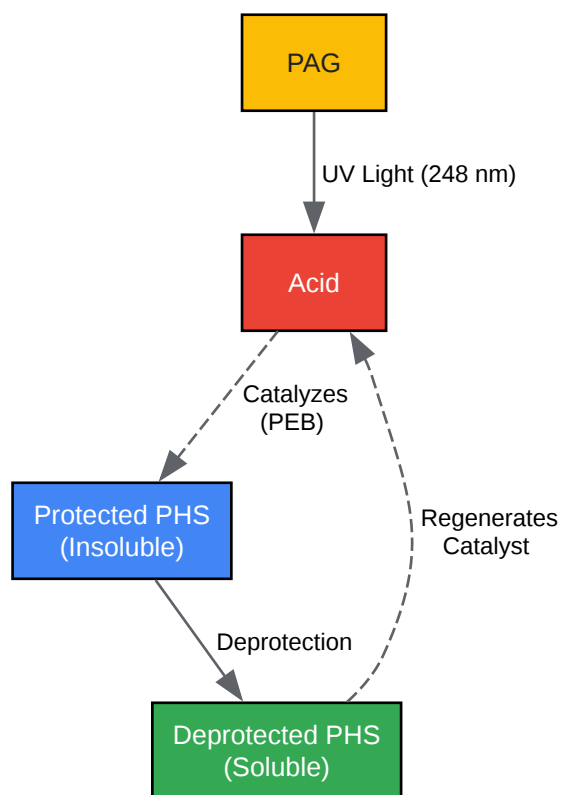 PAG
UV Light (248 nm)
Acid
Catalyzes
(PEB)
Protected PHS
(Insoluble)
Regenerates
Catalyst
Deprotection
Deprotected PHS
(Soluble)